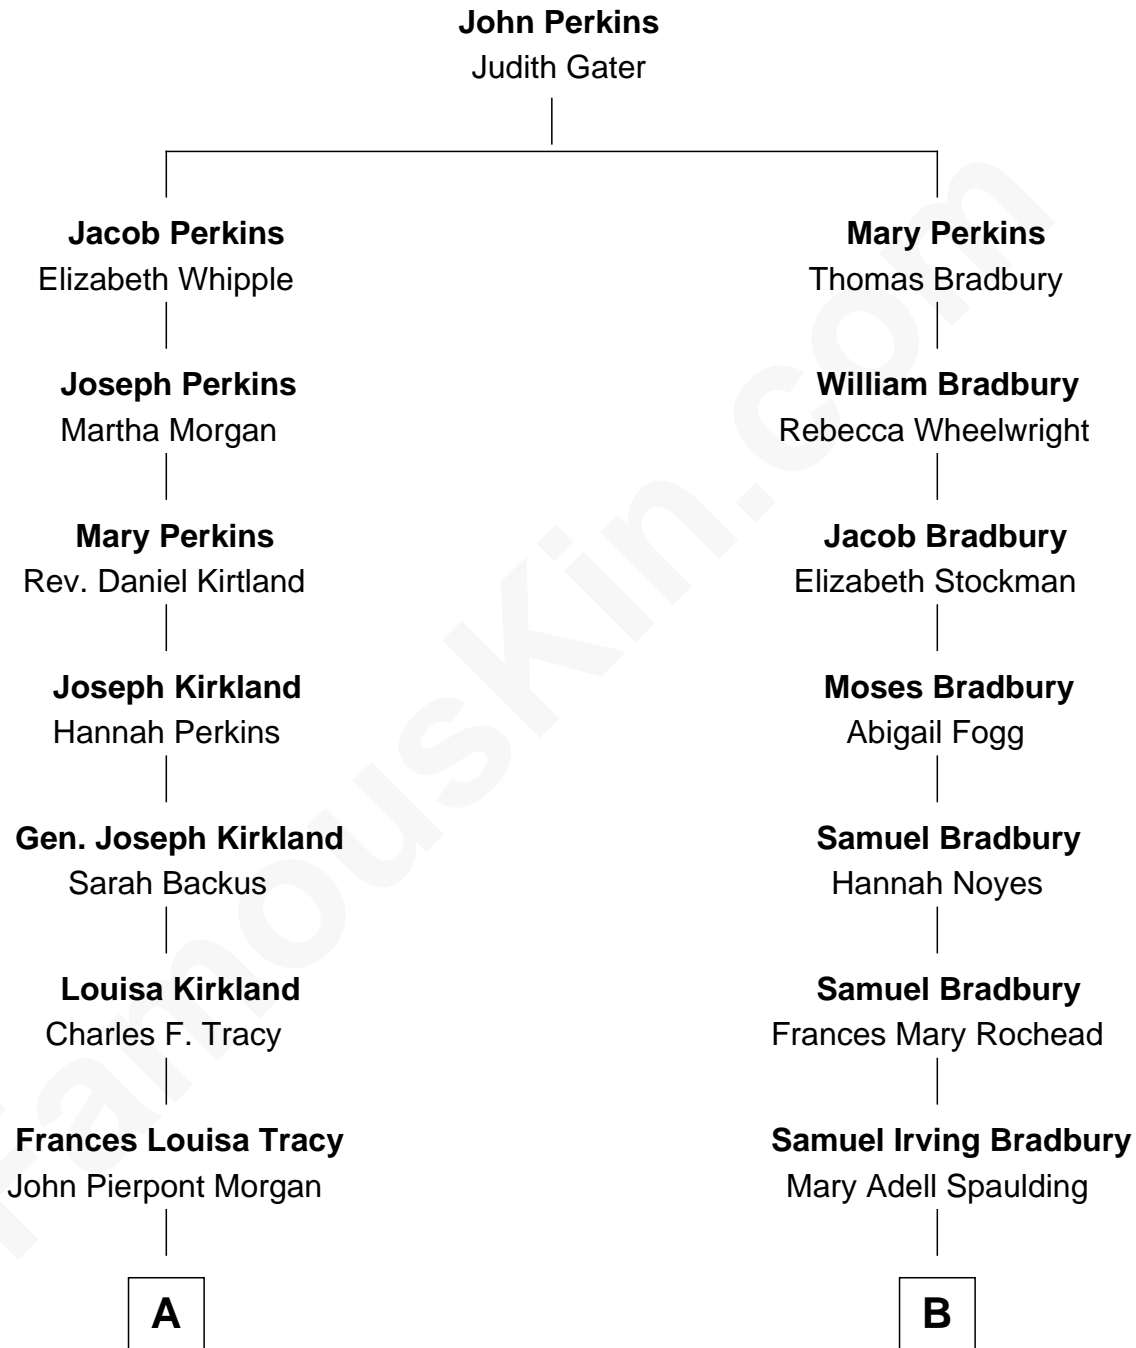 John Perkins
Judith Gater
Jacob Perkins
Elizabeth Whipple
Mary Perkins
Thomas Bradbury
Joseph Perkins
Martha Morgan
William Bradbury
Rebecca Wheelwright
Mary Perkins
Rev. Daniel Kirtland
Jacob Bradbury
Elizabeth Stockman
Joseph Kirkland
Hannah Perkins
Moses Bradbury
Abigail Fogg
Gen. Joseph Kirkland
Sarah Backus
Samuel Bradbury
Hannah Noyes
Louisa Kirkland
Charles F. Tracy
Samuel Bradbury
Frances Mary Rochead
Frances Louisa Tracy
John Pierpont Morgan
Samuel Irving Bradbury
Mary Adell Spaulding
A
B
FamousKin.com